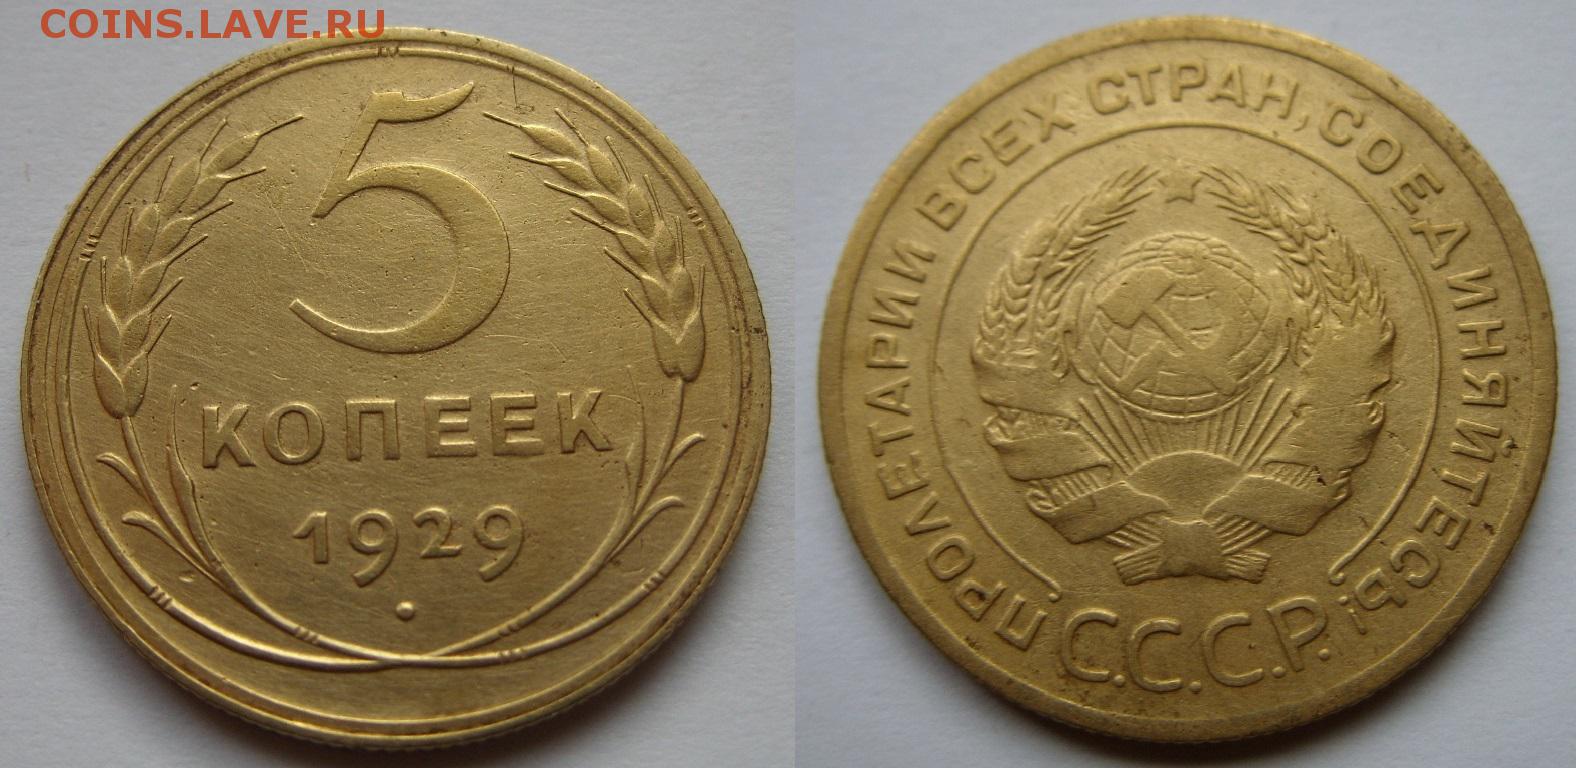 COINS.LAVE.RU
5
КОПЕЕК
1929
ПРОЛЕТАРИИ ВСЕХ СТРАН, СОЕДИНЯЙТЕСЬ!
С.С.С.Р.